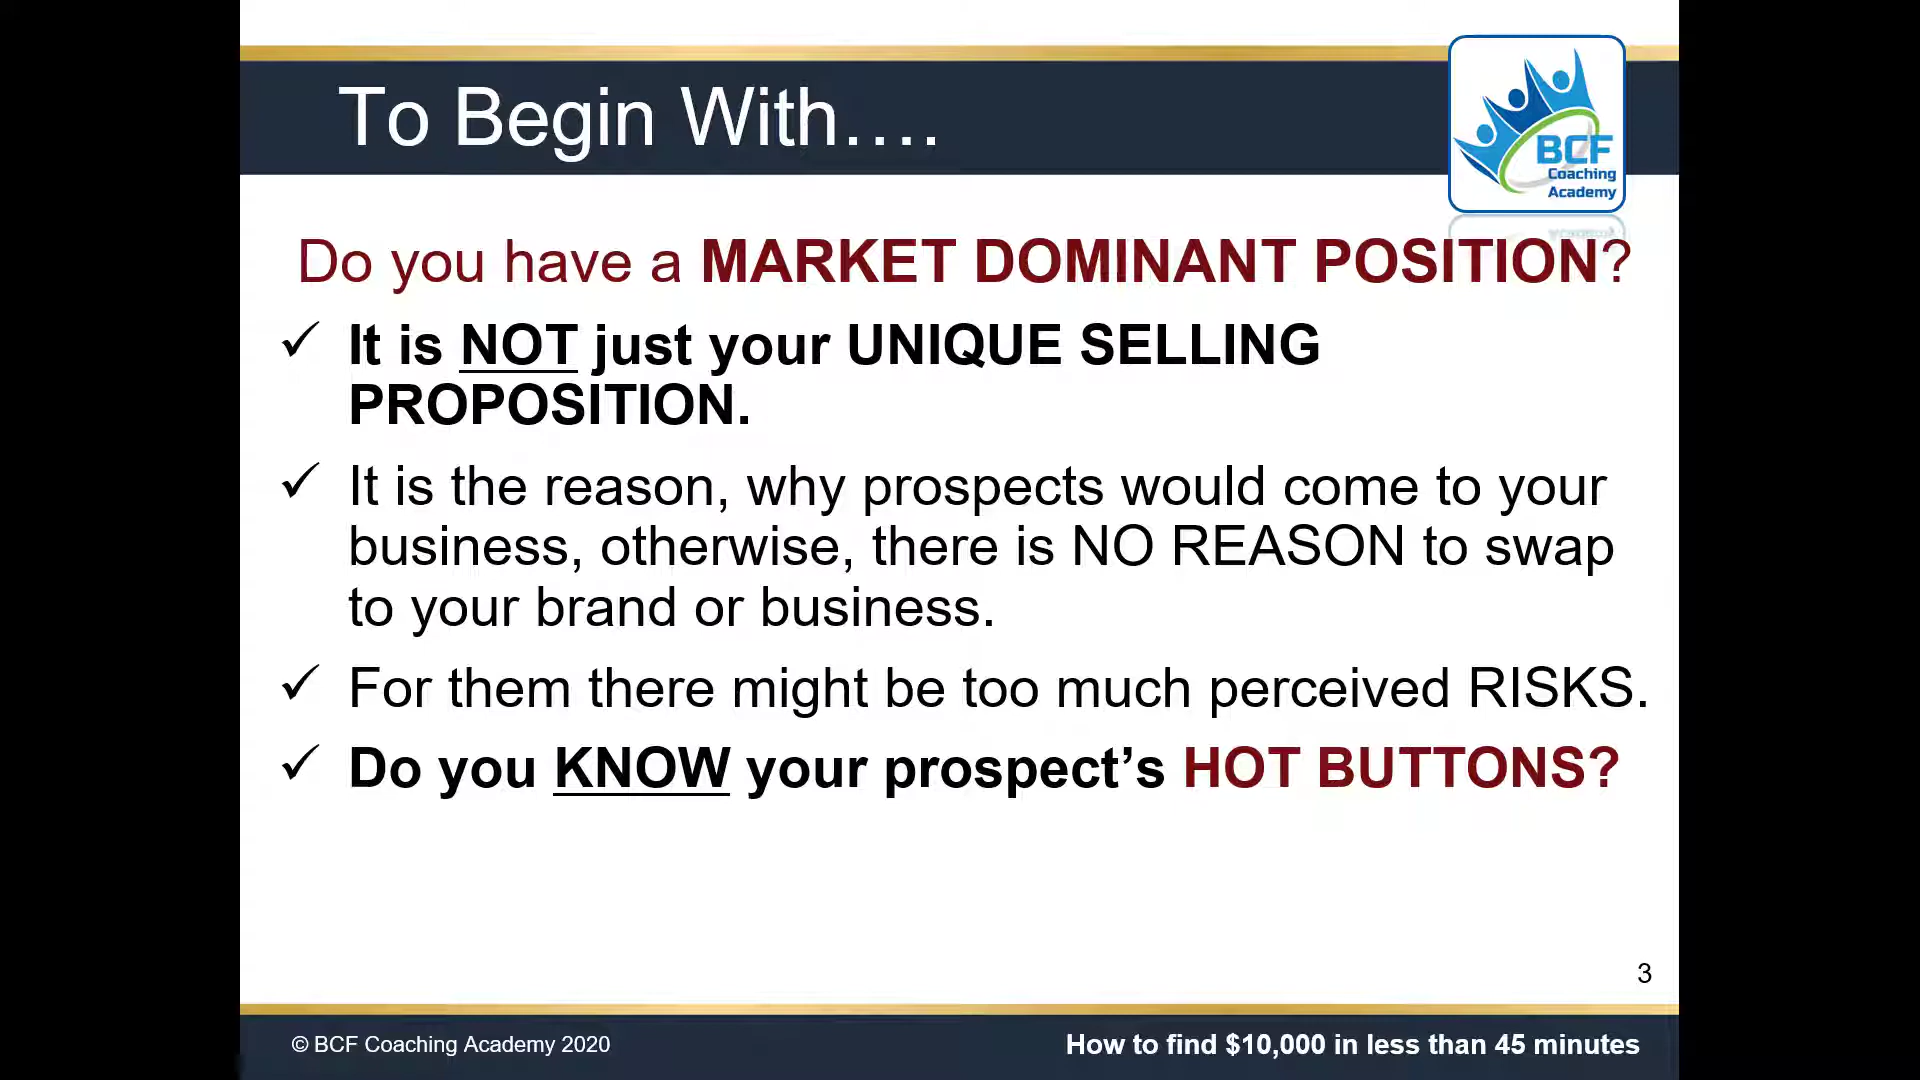 To Begin With....
BCF
Coaching
Academy
Do you have a MARKET DOMINANT POSITION?
✓ It is NOT just your UNIQUE SELLING
PROPOSITION.
✓ It is the reason, why prospects would come to your
business, otherwise, there is NO REASON to swap
to your brand or business.
✓ For them there might be too much perceived RISKS.
✓ Do you KNOW your prospect’s HOT BUTTONS?
3
© BCF Coaching Academy 2020
How to find $10,000 in less than 45 minutes